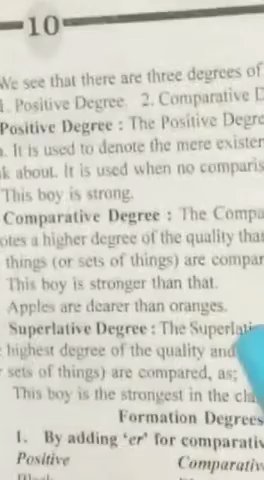 10
We see that there are three degrees of
1. Positive Degree. 2. Comparative D
Positive Degree : The Positive Degre
. It is used to denote the mere existen
k about. It is used when no comparis
This boy is strong.
Comparative Degree : The Compa
otes a higher degree of the quality than
things (or sets of things) are compar
This boy is stronger than that.
Apples are dearer than oranges.
Superlative Degree : The Superlati
highest degree of the quality and
sets of things) are compared, as;
This boy is the strongest in the cla
Formation Degrees
1. By adding 'er' for comparativ
Positive Comparativ